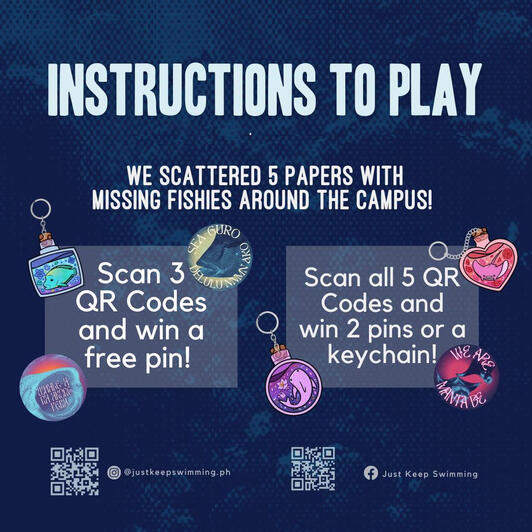 INSTRUCTIONS TO PLAY
WE SCATTERED 5 PAPERS WITH
MISSING FISHIES AROUND THE CAMPUS!
SEA GURO
Scan 3
QR Codes
and win a
free pin!
Scan all 5 QR
Codes and
win 2 pins or a
keychain!
WE ARE
MANTA BE
@justkeepswimming.ph
Just Keep Swimming